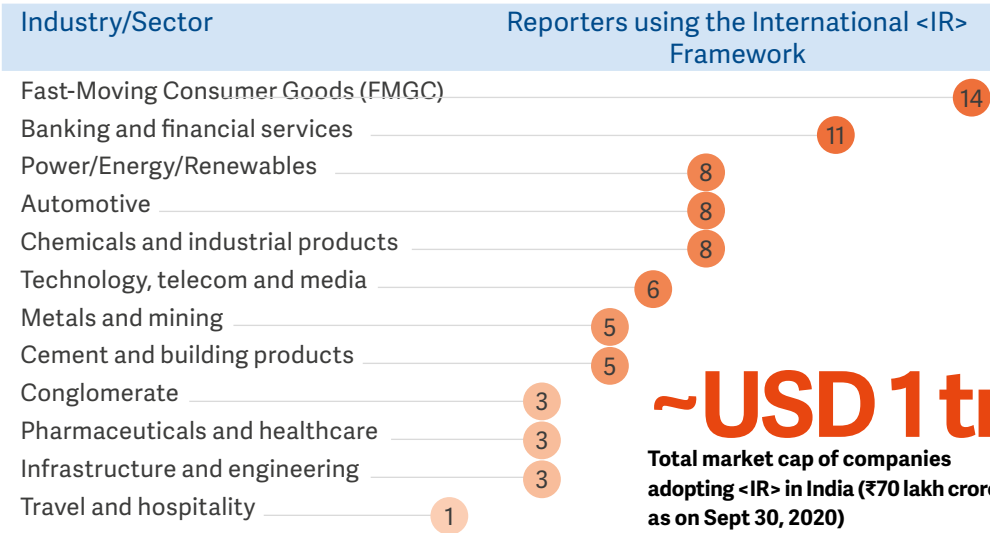 Industry/Sector
Reporters using the International <IR>
Framework
Fast-Moving Consumer Goods (FMGC) 14
Banking and financial services 11
Power/Energy/Renewables 8
Automotive 8
Chemicals and industrial products 8
Technology, telecom and media 6
Metals and mining 5
Cement and building products 5
Conglomerate 3
Pharmaceuticals and healthcare 3
Infrastructure and engineering 3
Travel and hospitality 1
~USD 1
Total market cap of companies
adopting <IR> in India (₹70 lakh crore
as on Sept 30, 2020)